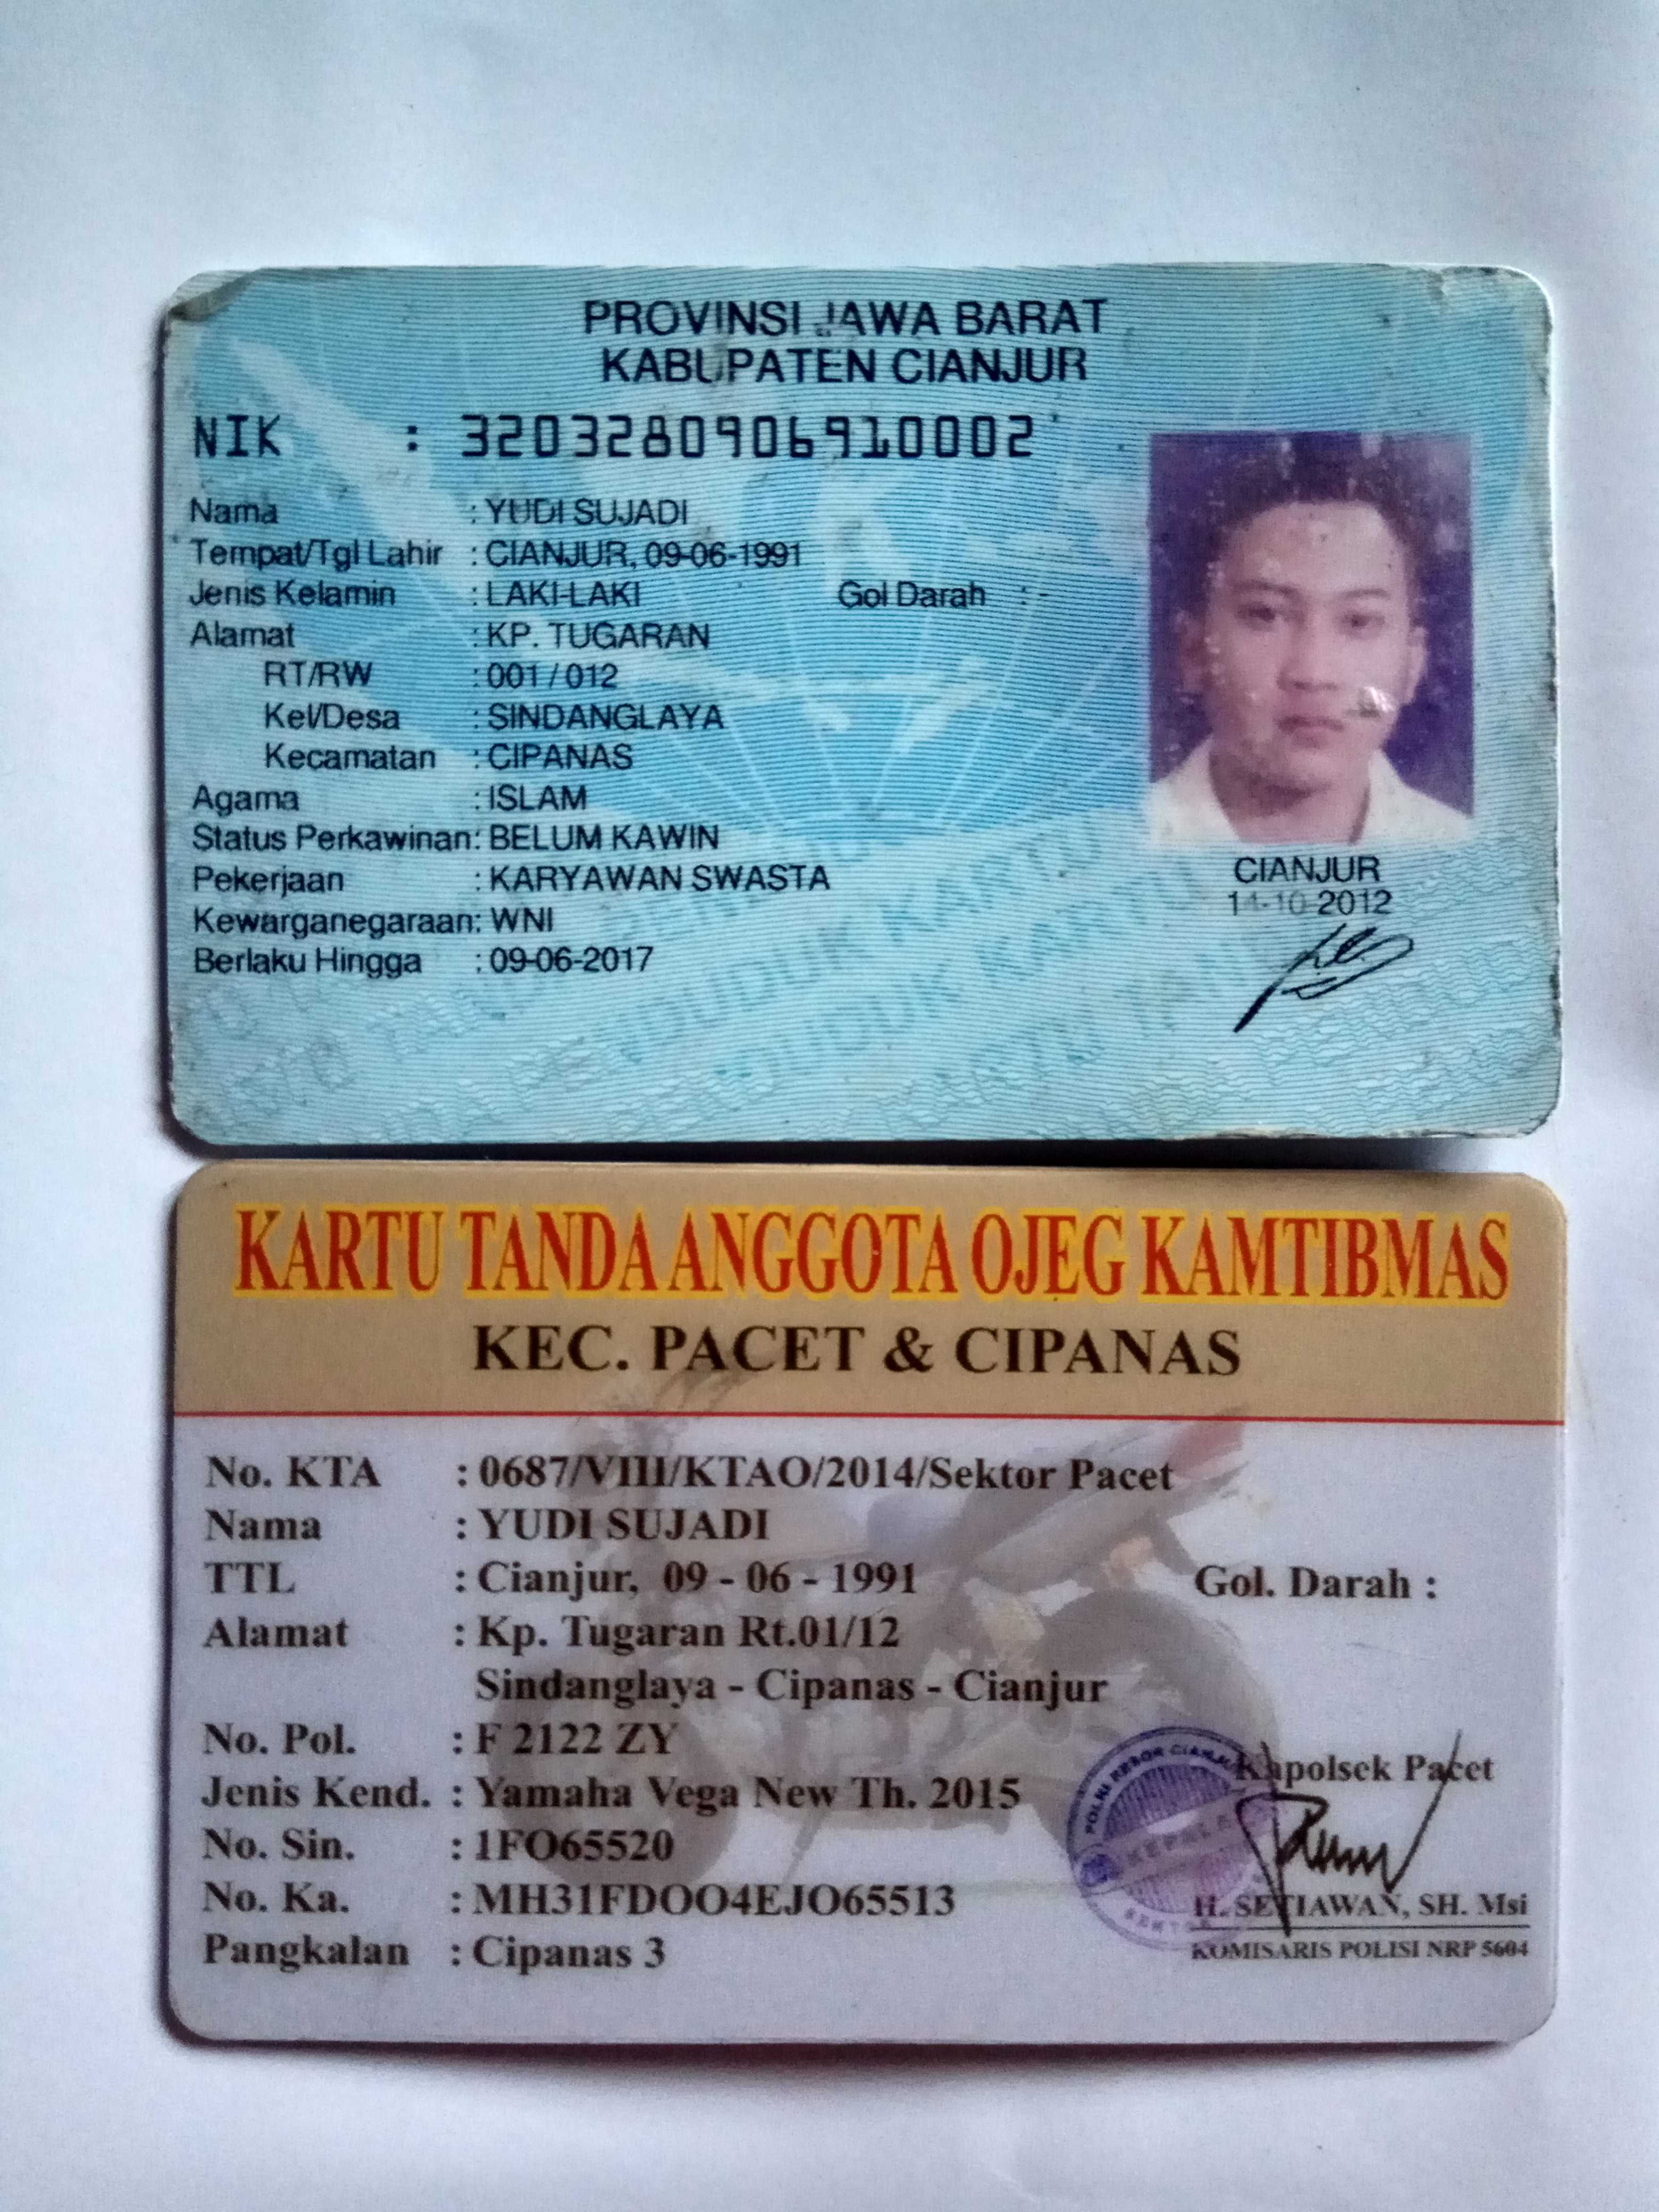 PROVINSI JAWA BARAT
KABUPATEN CIANJUR
NIK : 3203280906910002
Nama : YUDI SUJADI
Tempat/Tgl Lahir : CIANJUR, 09-06-1991
Jenis Kelamin : LAKI-LAKI Gol Darah : -
Alamat : KP. TUGARAN
RT/RW : 001 / 012
Kel/Desa : SINDANGLAYA
Kecamatan : CIPANAS
Agama : ISLAM
Status Perkawinan: BELUM KAWIN
Pekerjaan : KARYAWAN SWASTA
Kewarganegaraan: WNI
Berlaku Hingga : 09-06-2017
CIANJUR
14-10-2012
KARTU TANDA ANGGOTA OJEG KAMTIBMAS
KEC. PACET & CIPANAS
No. KTA : 0687/VIII/KTAO/2014/Sektor Pacet
Nama : YUDI SUJADI
TTL : Cianjur, 09 - 06 - 1991 Gol. Darah :
Alamat : Kp. Tugaran Rt.01/12
Sindanglaya - Cipanas - Cianjur
No. Pol. : F 2122 ZY
Jenis Kend. : Yamaha Vega New Th. 2015
No. Sin. : 1FO65520
No. Ka. : MH31FDOO4EJO65513
Pangkalan : Cipanas 3
Kapolsek Pacet
KEPALA
H. SETIAWAN, SH. Msi
KOMISARIS POLISI NRP 5604